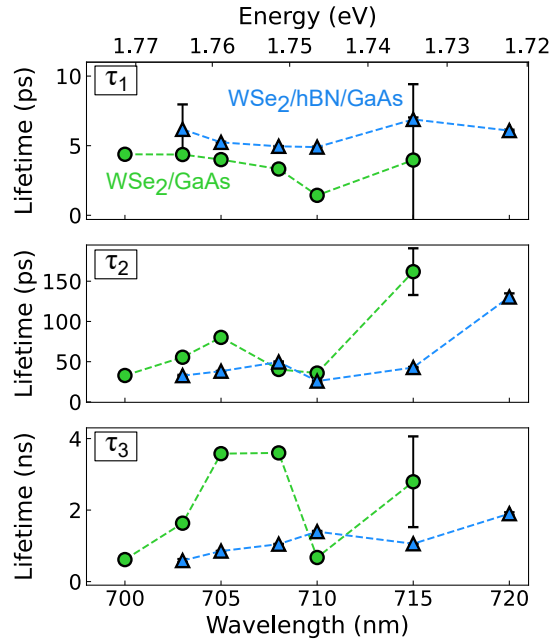 Energy (eV)
1.77 1.76 1.75 1.74 1.73 1.72
τ1
WSe2/hBN/GaAs
WSe2/GaAs
Lifetime (ps)
10
5
0
τ2
Lifetime (ps)
150
100
50
0
τ3
Lifetime (ns)
4
2
0
700 705 710 715 720
Wavelength (nm)